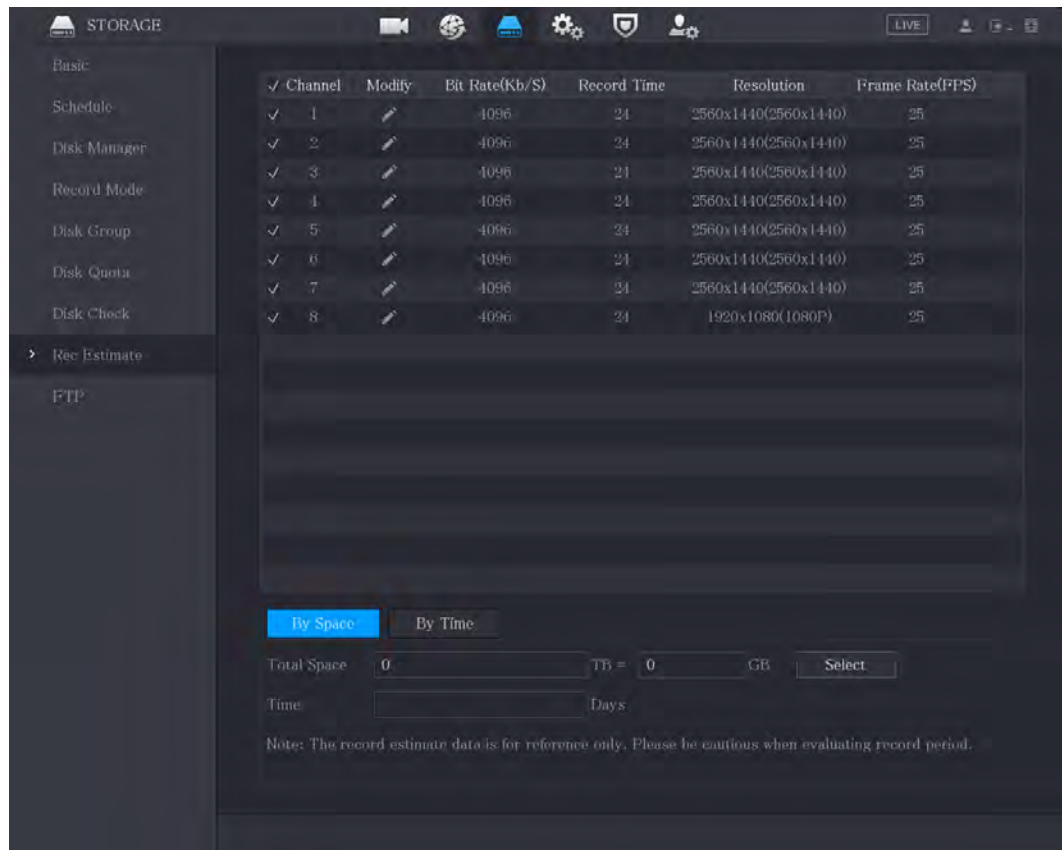 STORAGE LIVE
Basic
Schedule
Disk Manager
Record Mode
Disk Group
Disk Quota
Disk Check
Rec Estimate
FTP
Channel Modify Bit Rate(Kb/S) Record Time Resolution Frame Rate(FPS)
1 4096 24 2560x1440(2560x1440) 25
2 4096 24 2560x1440(2560x1440) 25
3 4096 24 2560x1440(2560x1440) 25
4 4096 24 2560x1440(2560x1440) 25
5 4096 24 2560x1440(2560x1440) 25
6 4096 24 2560x1440(2560x1440) 25
7 4096 24 2560x1440(2560x1440) 25
8 4096 24 1920x1080(1080P) 25
By Space By Time
Total Space 0 TB = 0 GB Select
Time Days
Note: The record estimate data is for reference only. Please be cautious when evaluating record period.